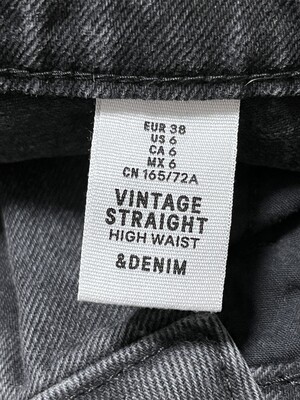 EUR 38
US 6
CA 6
MX 6
CN 165/72A
VINTAGE
STRAIGHT
HIGH WAIST
&DENIM